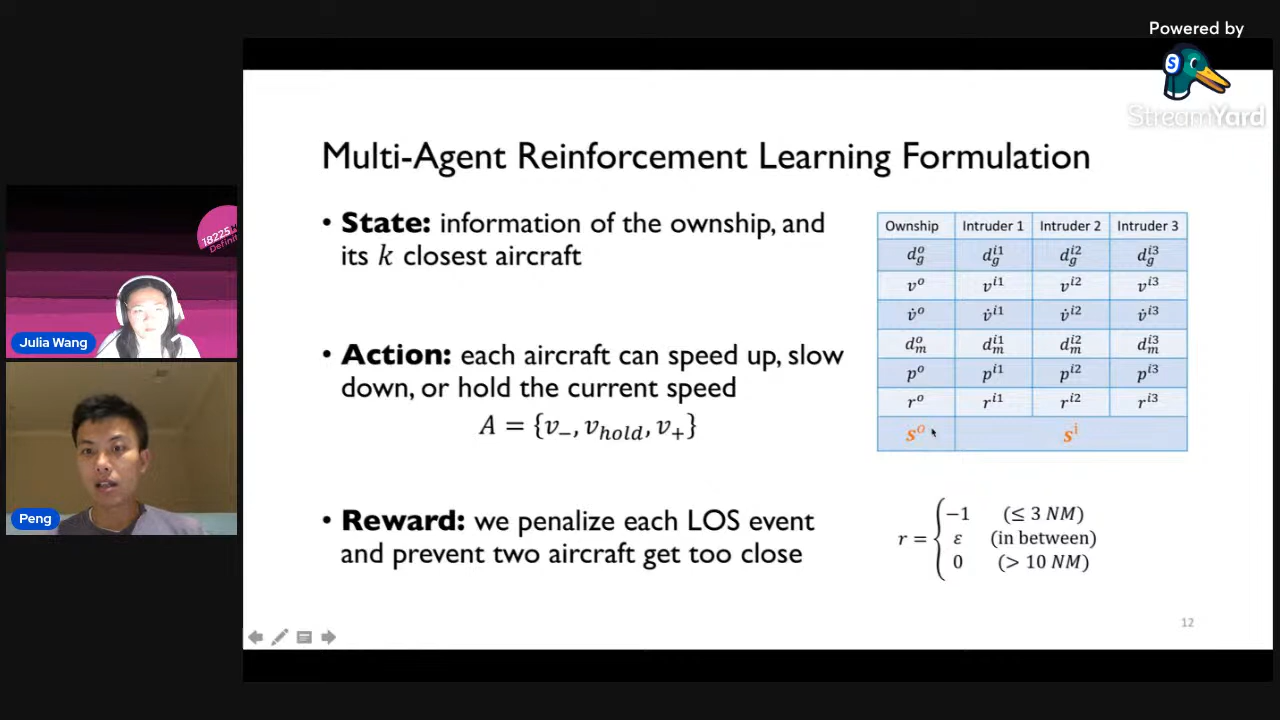 Powered by
S
StreamYard
Multi-Agent Reinforcement Learning Formulation
• State: information of the ownship, and
its k closest aircraft
• Action: each aircraft can speed up, slow
down, or hold the current speed
A = {v₋, v_hold, v₊}
• Reward: we penalize each LOS event
and prevent two aircraft get too close
Ownship Intruder 1 Intruder 2 Intruder 3
d_g^o d_g^i1 d_g^i2 d_g^i3
v^o v^i1 v^i2 v^i3
v̇^o v̇^i1 v̇^i2 v̇^i3
d_m^o d_m^i1 d_m^i2 d_m^i3
p^o p^i1 p^i2 p^i3
r^o r^i1 r^i2 r^i3
s^o s^i
r = { −1 (≤ 3 NM)
ε (in between)
0 (> 10 NM)
12
18225
Julia Wang
Peng